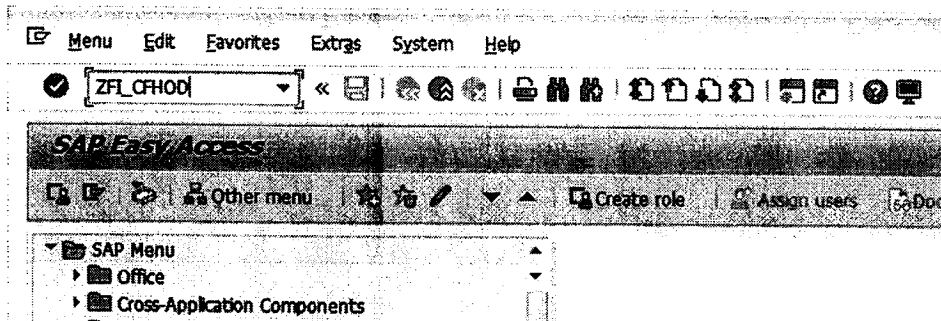 Menu Edit Favorites Extras System Help
ZFI_CFHOD
SAP Easy Access
Other menu Create role Assign users Doc
SAP Menu
Office
Cross-Application Components